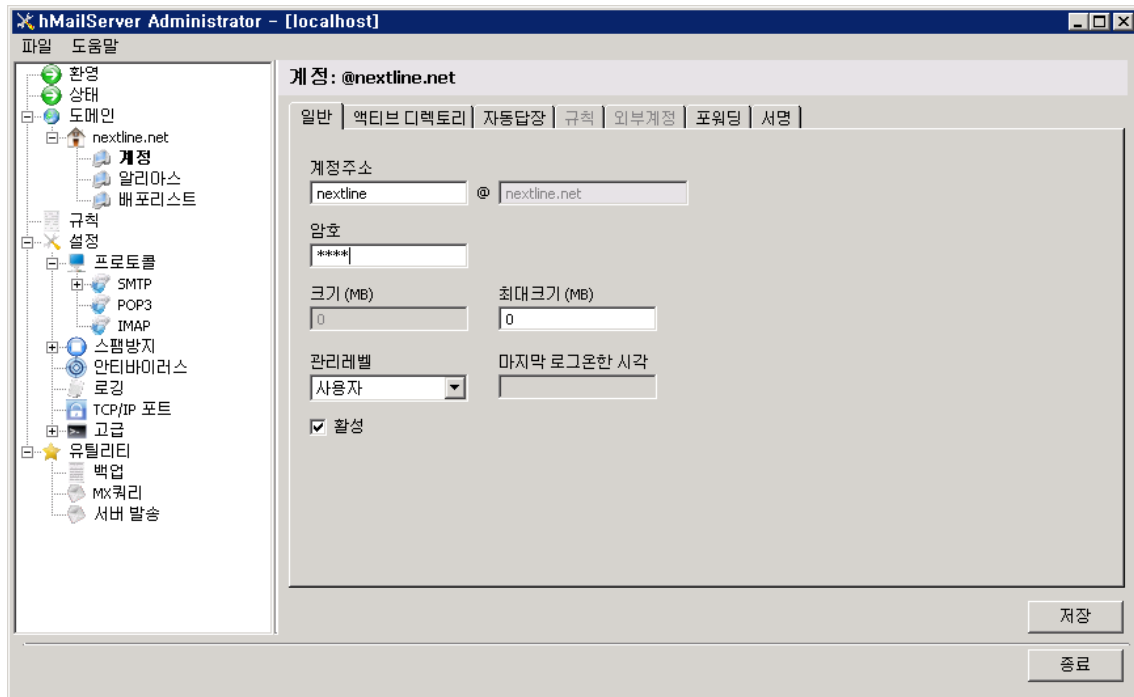 hMailServer Administrator - [localhost]
파일 도움말
환영
상태
도메인
nextline.net
계정
알리아스
배포리스트
규칙
설정
프로토콜
SMTP
POP3
IMAP
스팸방지
안티바이러스
로깅
TCP/IP 포트
고급
유틸리티
백업
MX쿼리
서버 발송
계정: @nextline.net
일반 액티브 디렉토리 자동답장 규칙 외부계정 포워딩 서명
계정주소
nextline @ nextline.net
암호
****
크기 (MB) 최대크기 (MB)
0 0
관리레벨 마지막 로그온한 시각
사용자
활성
저장
종료